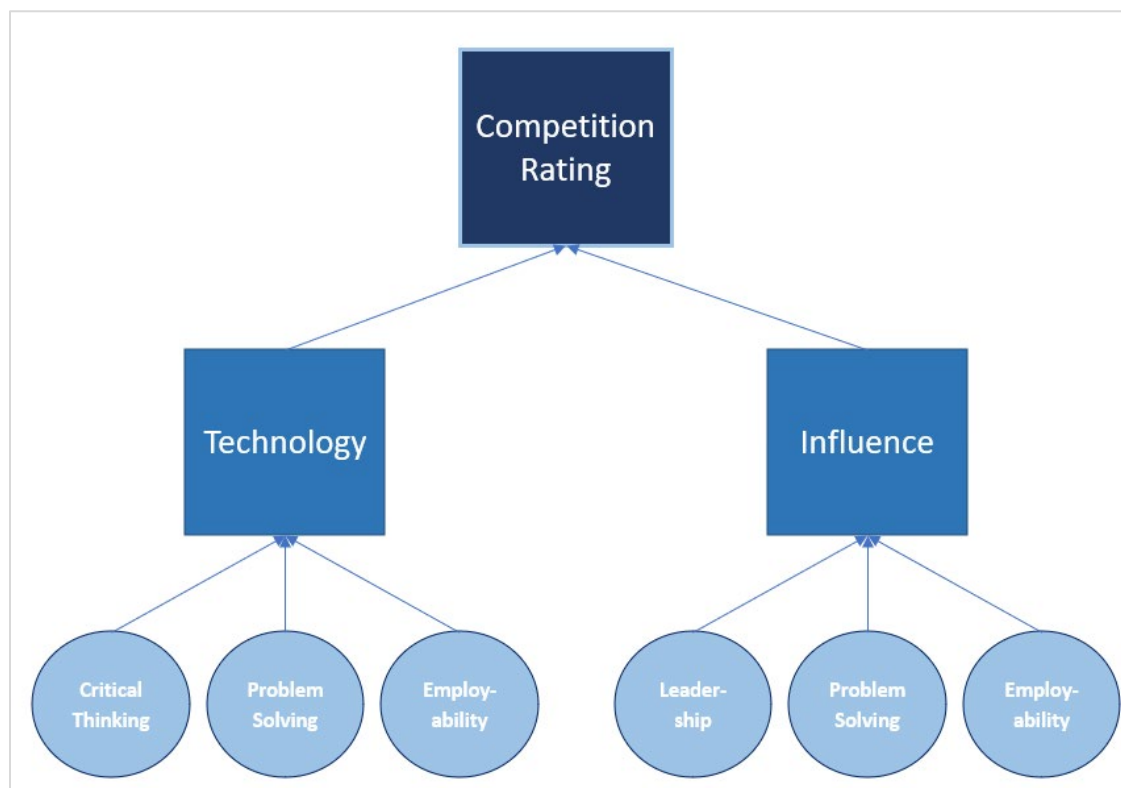 Competition
Rating
Technology
Influence
Critical
Thinking
Problem
Solving
Employ-
ability
Leader-
ship
Problem
Solving
Employ-
ability